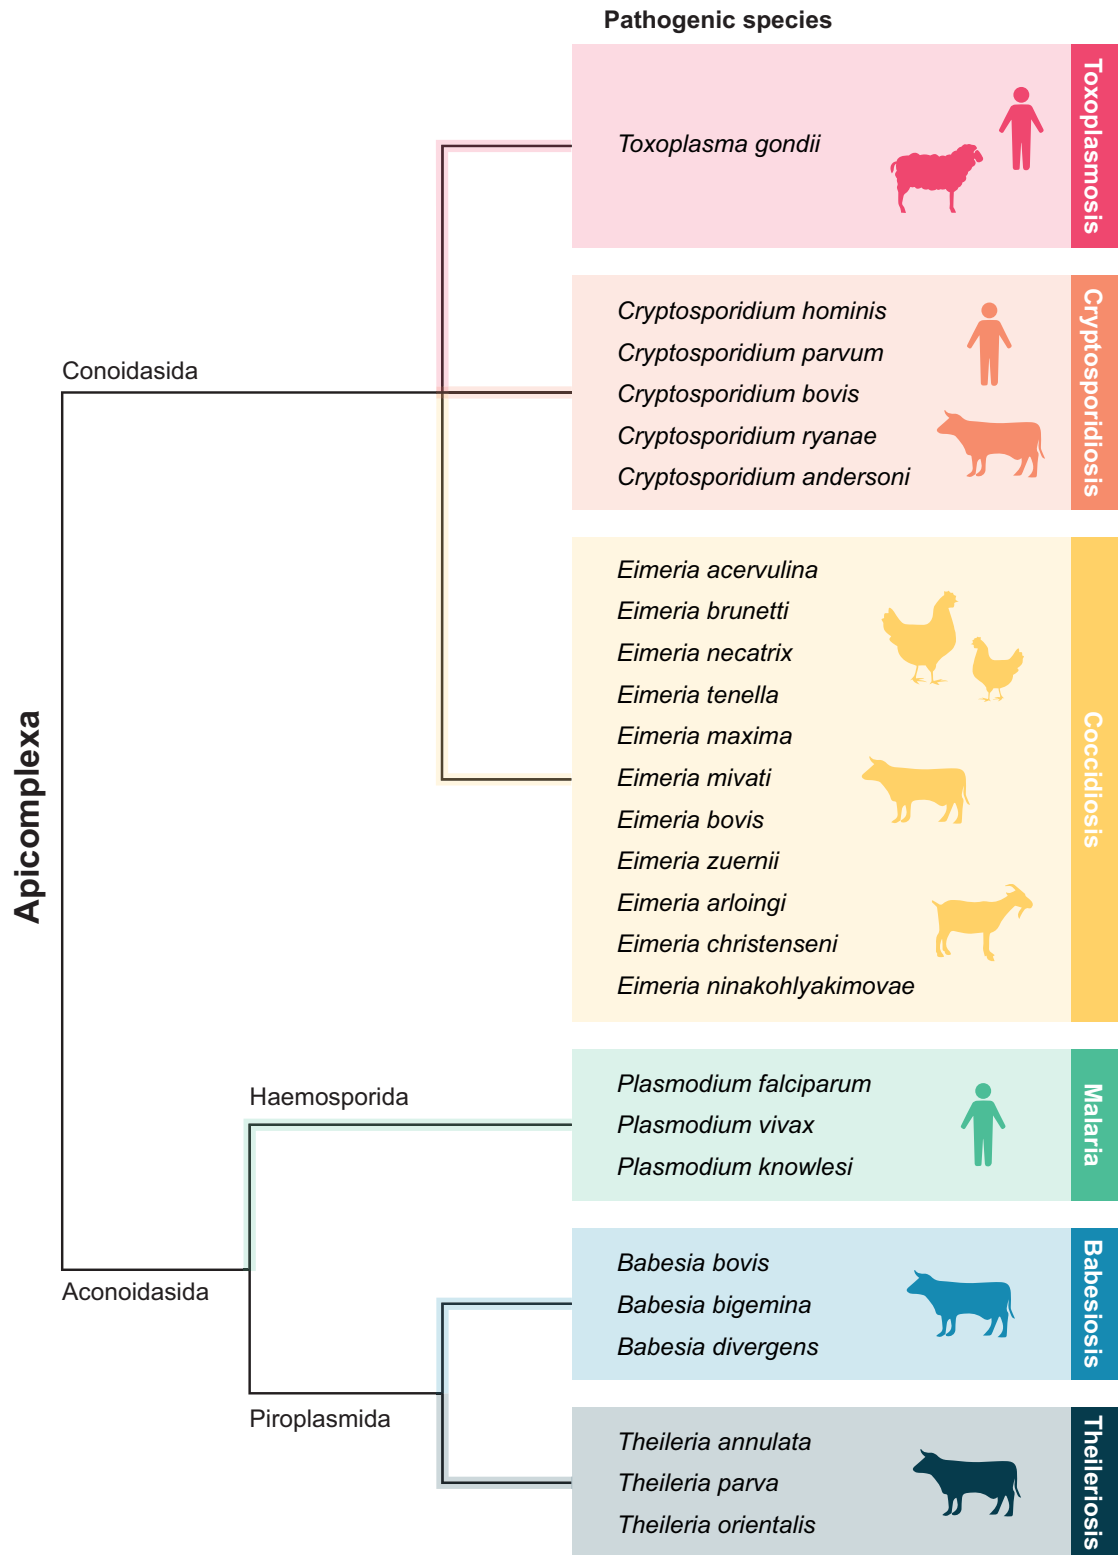 Pathogenic species
Toxoplasma gondii
Toxoplasmosis
Cryptosporidium hominis
Cryptosporidium parvum
Cryptosporidium bovis
Cryptosporidium ryanae
Cryptosporidium andersoni
Cryptosporidiosis
Conoidasida
Eimeria acervulina
Eimeria brunetti
Eimeria necatrix
Eimeria tenella
Eimeria maxima
Eimeria mivati
Eimeria bovis
Eimeria zuernii
Eimeria arloingi
Eimeria christenseni
Eimeria ninakohlyakimovae
Coccidiosis
Apicomplexa
Haemosporida
Plasmodium falciparum
Plasmodium vivax
Plasmodium knowlesi
Malaria
Aconoidasida
Babesia bovis
Babesia bigemina
Babesia divergens
Babesiosis
Piroplasmida
Theileria annulata
Theileria parva
Theileria orientalis
Theileriosis